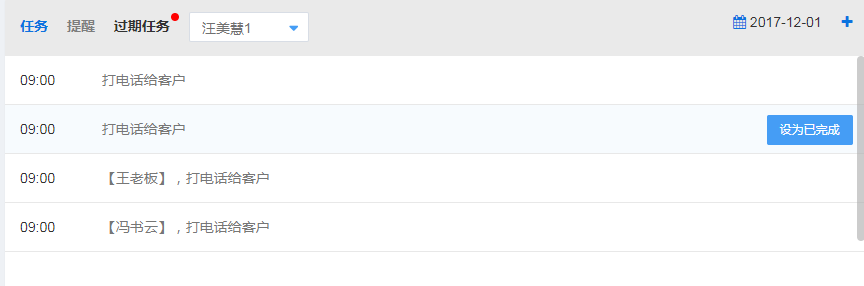 任务 提醒 过期任务 汪美慧1 2017-12-01
09:00 打电话给客户
09:00 打电话给客户 设为已完成
09:00 【王老板】，打电话给客户
09:00 【冯书云】，打电话给客户